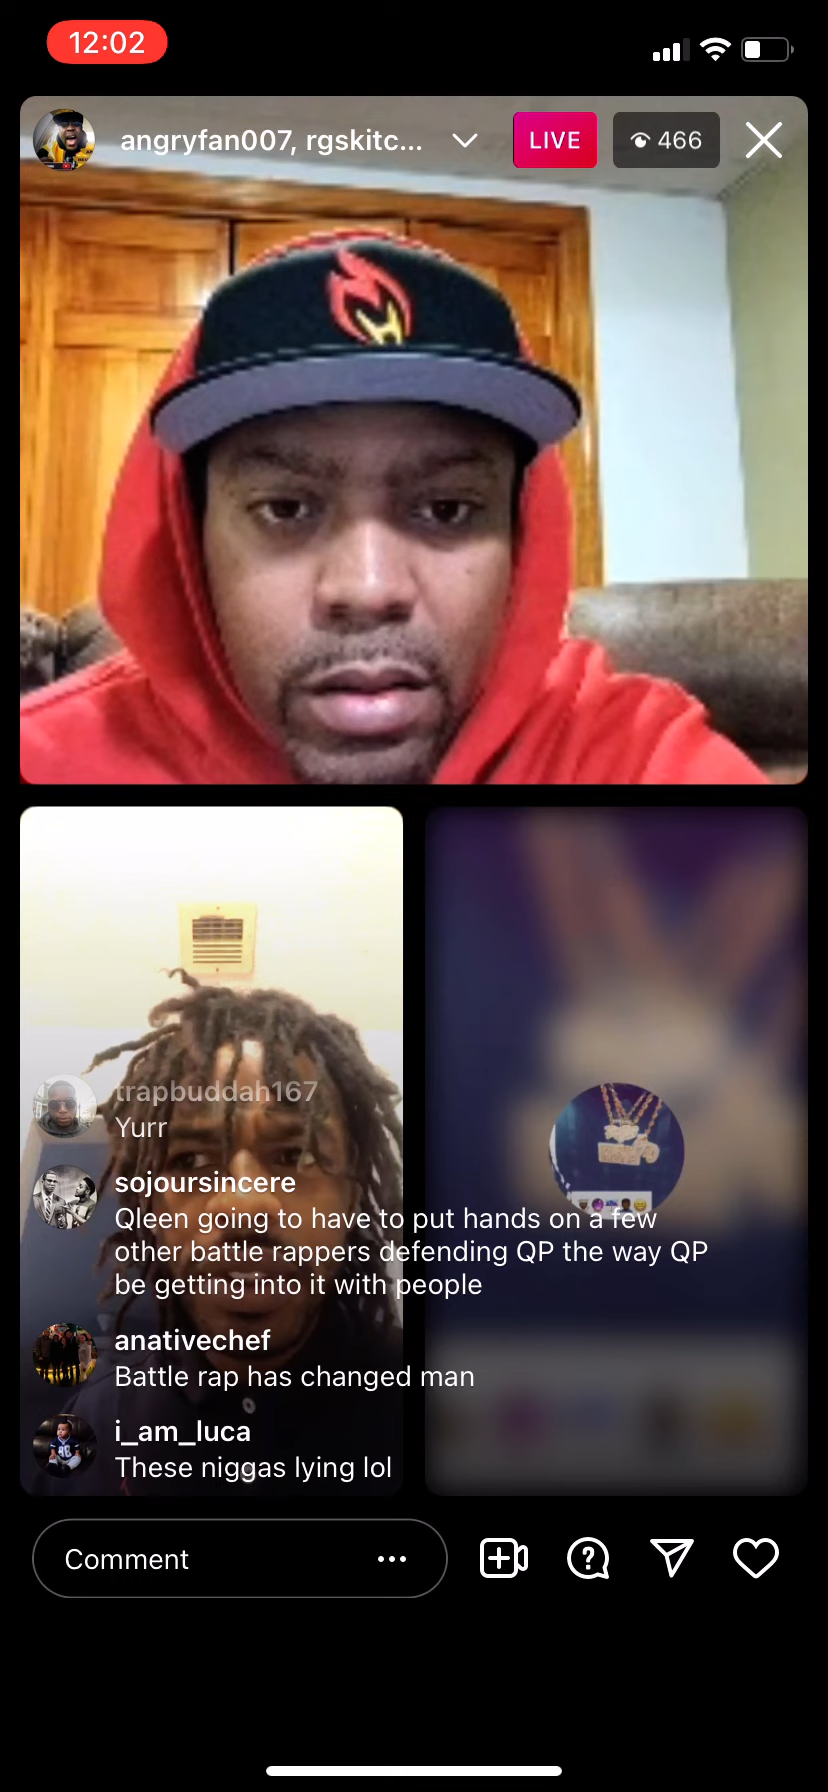 12:02
angryfan007, rgskitc...
LIVE
466
trapbuddah167
Yurr
sojoursincere
Qleen going to have to put hands on a few
other battle rappers defending QP the way QP
be getting into it with people
anativechef
Battle rap has changed man
i_am_luca
These niggas lying lol
Comment